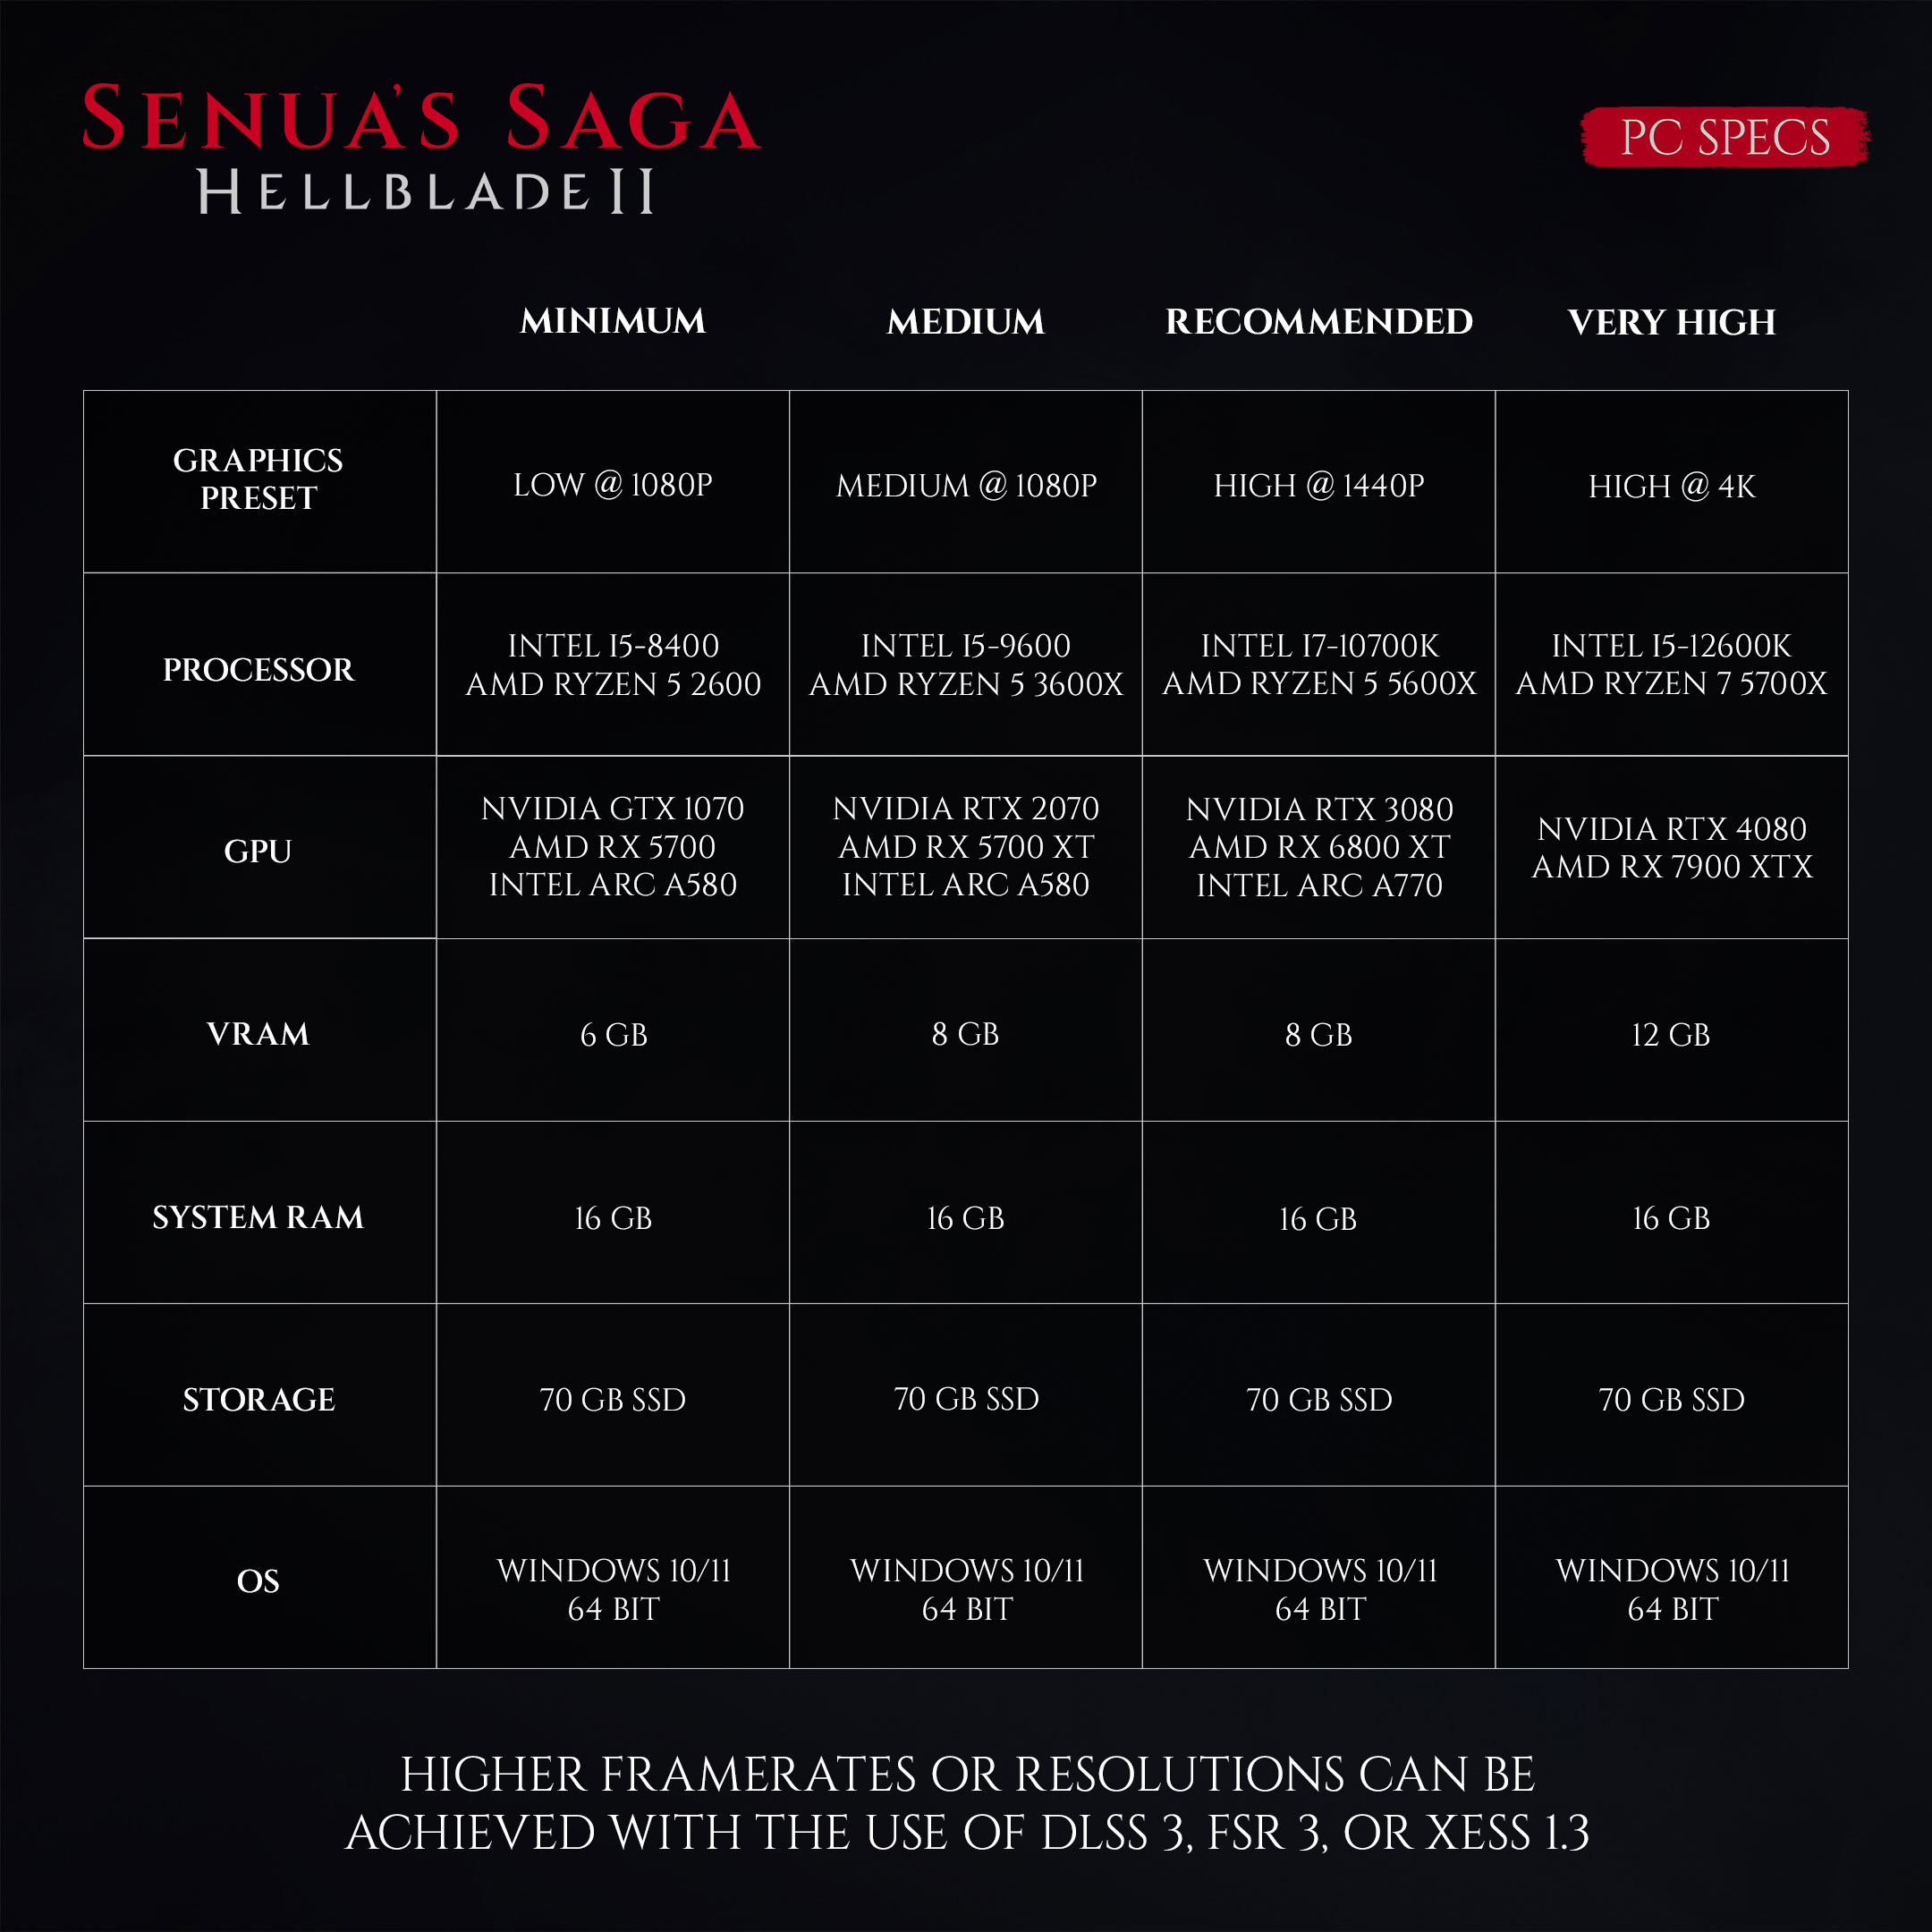 SENUA'S SAGA
HELLBLADE II
PC SPECS
MINIMUM MEDIUM RECOMMENDED VERY HIGH
GRAPHICS
PRESET
LOW @ 1080P
MEDIUM @ 1080P
HIGH @ 1440P
HIGH @ 4K
PROCESSOR
INTEL I5-8400
AMD RYZEN 5 2600
INTEL I5-9600
AMD RYZEN 5 3600X
INTEL I7-10700K
AMD RYZEN 5 5600X
INTEL I5-12600K
AMD RYZEN 7 5700X
GPU
NVIDIA GTX 1070
AMD RX 5700
INTEL ARC A580
NVIDIA RTX 2070
AMD RX 5700 XT
INTEL ARC A580
NVIDIA RTX 3080
AMD RX 6800 XT
INTEL ARC A770
NVIDIA RTX 4080
AMD RX 7900 XTX
VRAM
6 GB
8 GB
8 GB
12 GB
SYSTEM RAM
16 GB
16 GB
16 GB
16 GB
STORAGE
70 GB SSD
70 GB SSD
70 GB SSD
70 GB SSD
OS
WINDOWS 10/11
64 BIT
WINDOWS 10/11
64 BIT
WINDOWS 10/11
64 BIT
WINDOWS 10/11
64 BIT
HIGHER FRAMERATES OR RESOLUTIONS CAN BE
ACHIEVED WITH THE USE OF DLSS 3, FSR 3, OR XESS 1.3